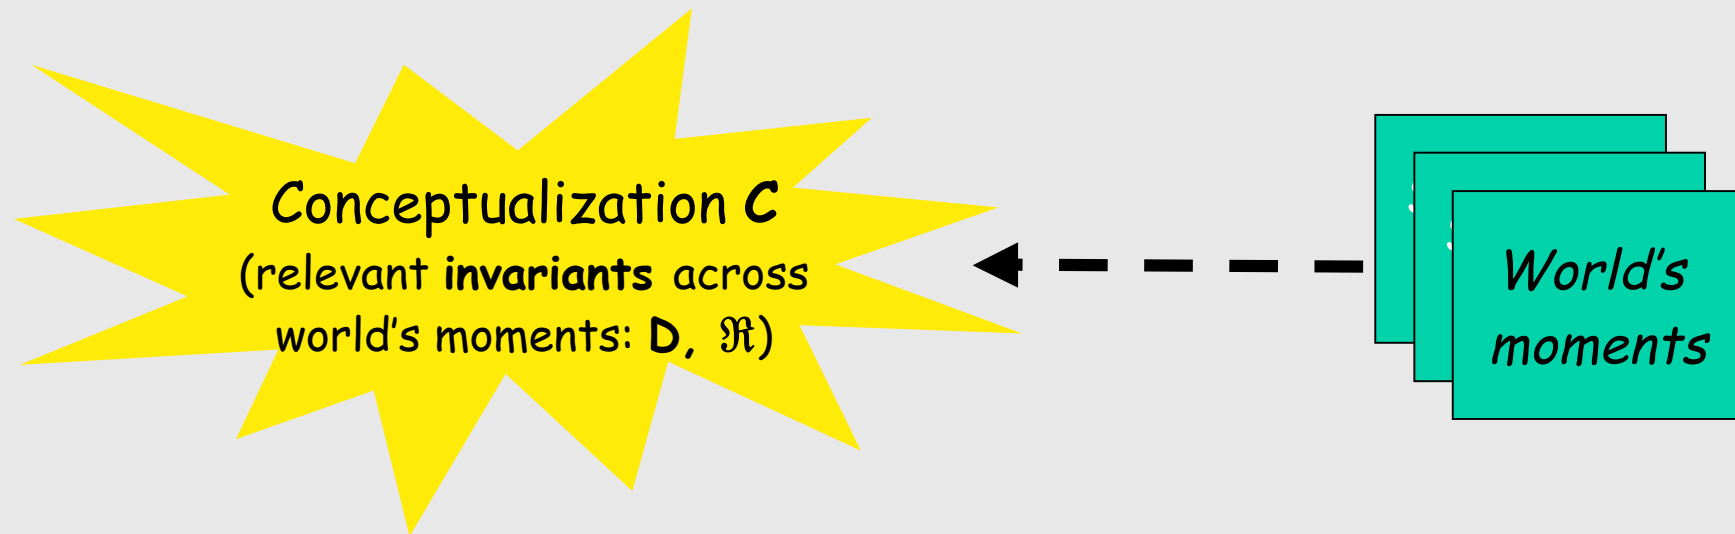 Conceptualization C
(relevant invariants across
world's moments: D, ℜ)
World's
moments